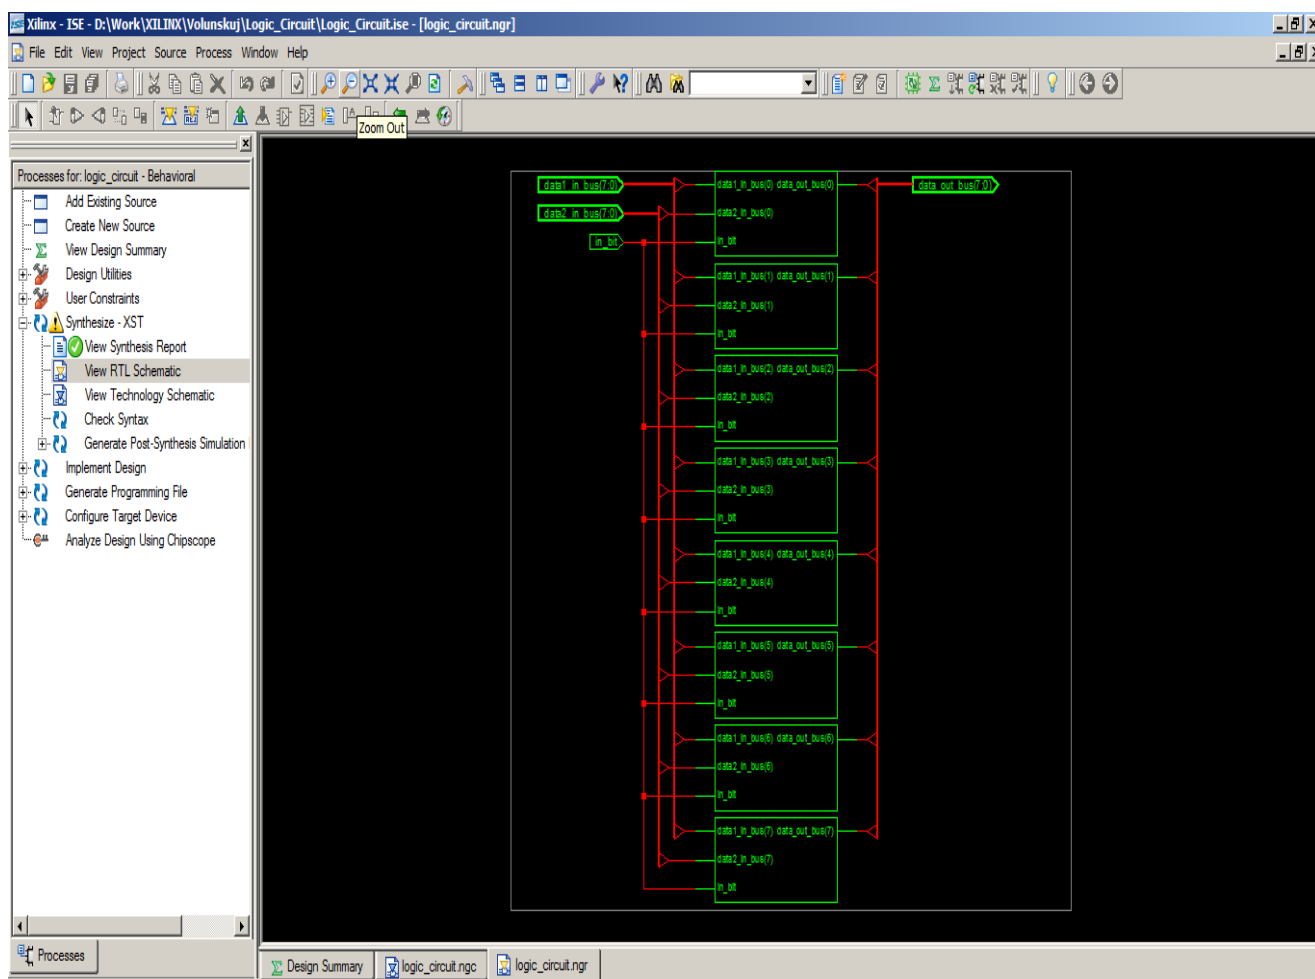 Xilinx - ISE - D:\Work\XILINX\Volunskuj\Logic_Circuit\Logic_Circuit.ise - [logic_circuit.ngr]
File Edit View Project Source Process Window Help
Zoom Out
Processes for: logic_circuit - Behavioral
Add Existing Source
Create New Source
View Design Summary
Design Utilities
User Constraints
Synthesize - XST
View Synthesis Report
View RTL Schematic
View Technology Schematic
Check Syntax
Generate Post-Synthesis Simulation
Implement Design
Generate Programming File
Configure Target Device
Analyze Design Using Chipscope
Processes
data1_in_bus(7:0)
data2_in_bus(7:0)
in_bit
data1_in_bus(0) data_out_bus(0)
data2_in_bus(0)
in_bit
data1_in_bus(1) data_out_bus(1)
data2_in_bus(1)
in_bit
data1_in_bus(2) data_out_bus(2)
data2_in_bus(2)
in_bit
data1_in_bus(3) data_out_bus(3)
data2_in_bus(3)
in_bit
data1_in_bus(4) data_out_bus(4)
data2_in_bus(4)
in_bit
data1_in_bus(5) data_out_bus(5)
data2_in_bus(5)
in_bit
data1_in_bus(6) data_out_bus(6)
data2_in_bus(6)
in_bit
data1_in_bus(7) data_out_bus(7)
data2_in_bus(7)
in_bit
data_out_bus(7:0)
Design Summary
logic_circuit.ngc
logic_circuit.ngr